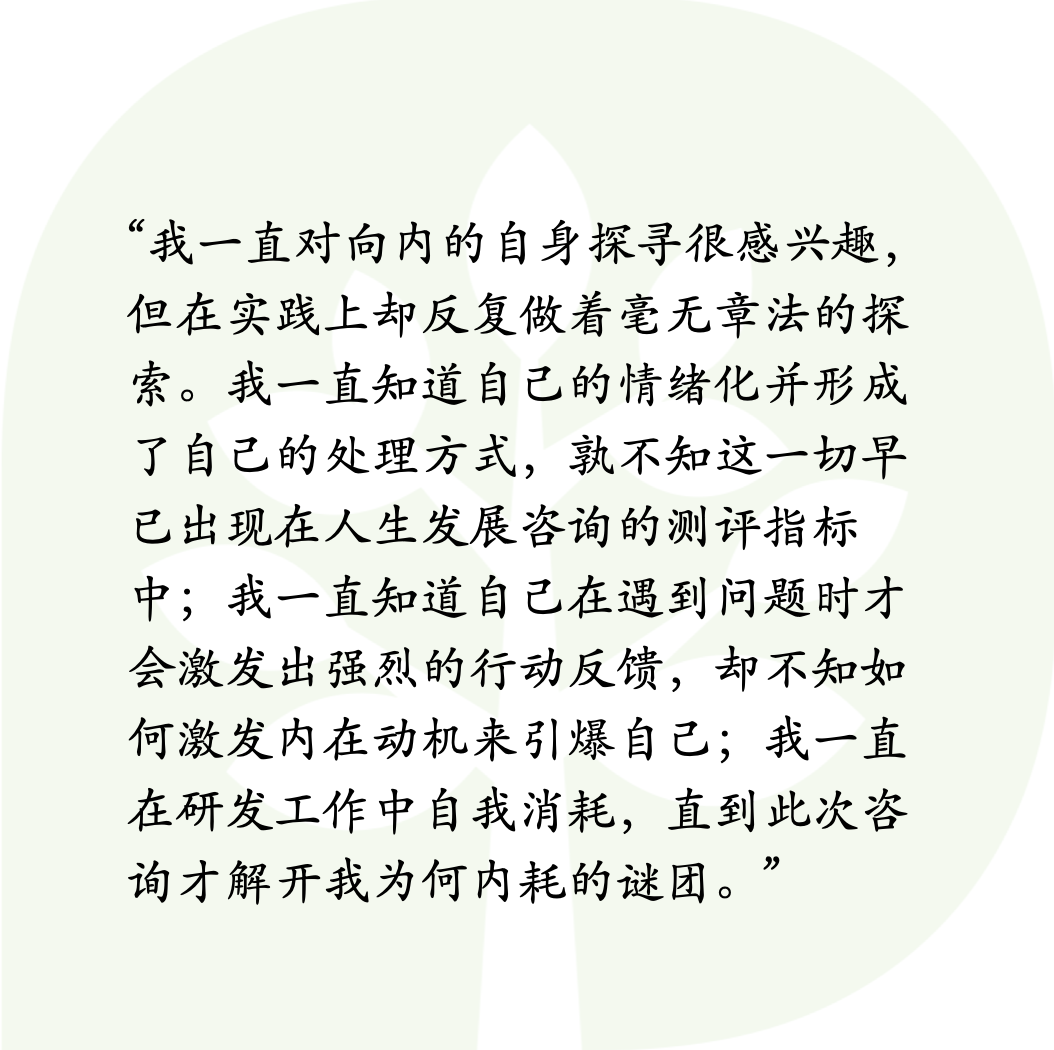 “我一直对向内的自身探寻很感兴趣，
但在实践上却反复做着毫无章法的探
索。我一直知道自己的情绪化并形成
了自己的处理方式，孰不知这一切早
已出现在人生发展咨询的测评指标
中；我一直知道自己在遇到问题时才
会激发出强烈的行动反馈，却不知如
何激发内在动机来引爆自己；我一直
在研发工作中自我消耗，直到此次咨
询才解开我为何内耗的谜团。”